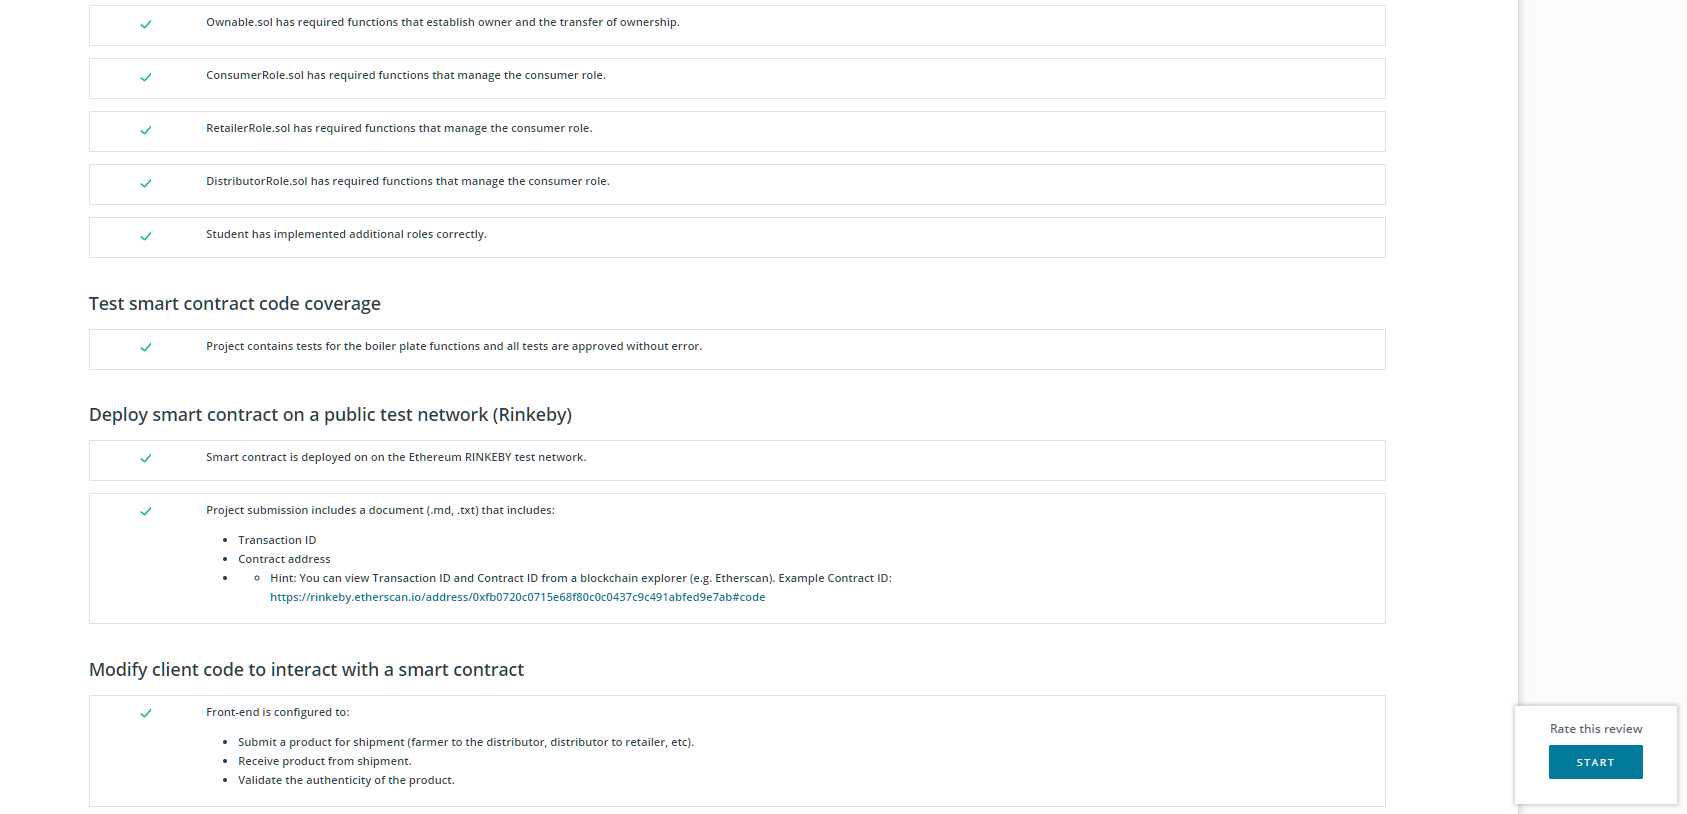 Ownable.sol has required functions that establish owner and the transfer of ownership.
ConsumerRole.sol has required functions that manage the consumer role.
RetailerRole.sol has required functions that manage the consumer role.
DistributorRole.sol has required functions that manage the consumer role.
Student has implemented additional roles correctly.
Test smart contract code coverage
Project contains tests for the boiler plate functions and all tests are approved without error.
Deploy smart contract on a public test network (Rinkeby)
Smart contract is deployed on on the Ethereum RINKEBY test network.
Project submission includes a document (.md, .txt) that includes:
Transaction ID
Contract address
Hint: You can view Transaction ID and Contract ID from a blockchain explorer (e.g. Etherscan). Example Contract ID:
https://rinkeby.etherscan.io/address/0xfb0720c0715e68f80c0c0437c9c491abfed9e7ab#code
Modify client code to interact with a smart contract
Front-end is configured to:
Submit a product for shipment (farmer to the distributor, distributor to retailer, etc).
Receive product from shipment.
Validate the authenticity of the product.
Rate this review
START